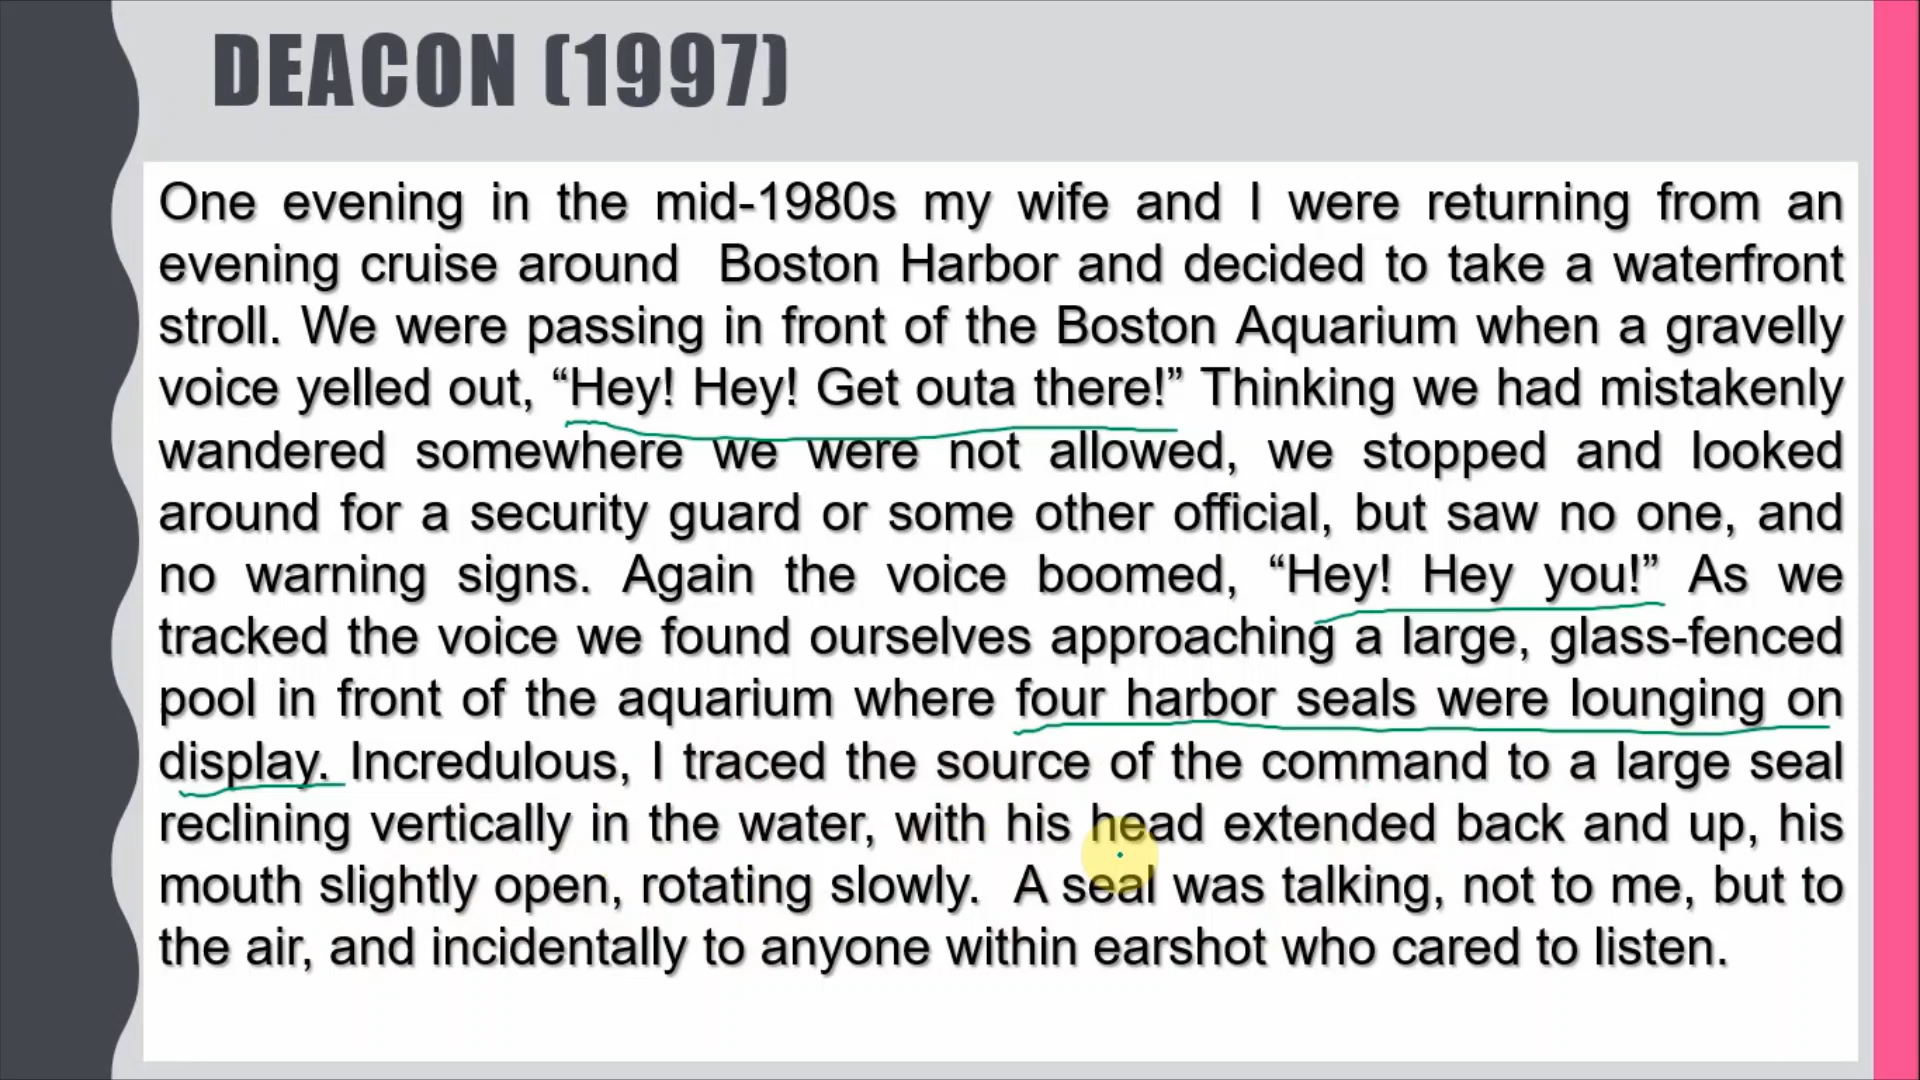 DEACON (1997)
One evening in the mid-1980s my wife and I were returning from an
evening cruise around Boston Harbor and decided to take a waterfront
stroll. We were passing in front of the Boston Aquarium when a gravelly
voice yelled out, “Hey! Hey! Get outa there!” Thinking we had mistakenly
wandered somewhere we were not allowed, we stopped and looked
around for a security guard or some other official, but saw no one, and
no warning signs. Again the voice boomed, “Hey! Hey you!” As we
tracked the voice we found ourselves approaching a large, glass-fenced
pool in front of the aquarium where four harbor seals were lounging on
display. Incredulous, I traced the source of the command to a large seal
reclining vertically in the water, with his head extended back and up, his
mouth slightly open, rotating slowly. A seal was talking, not to me, but to
the air, and incidentally to anyone within earshot who cared to listen.